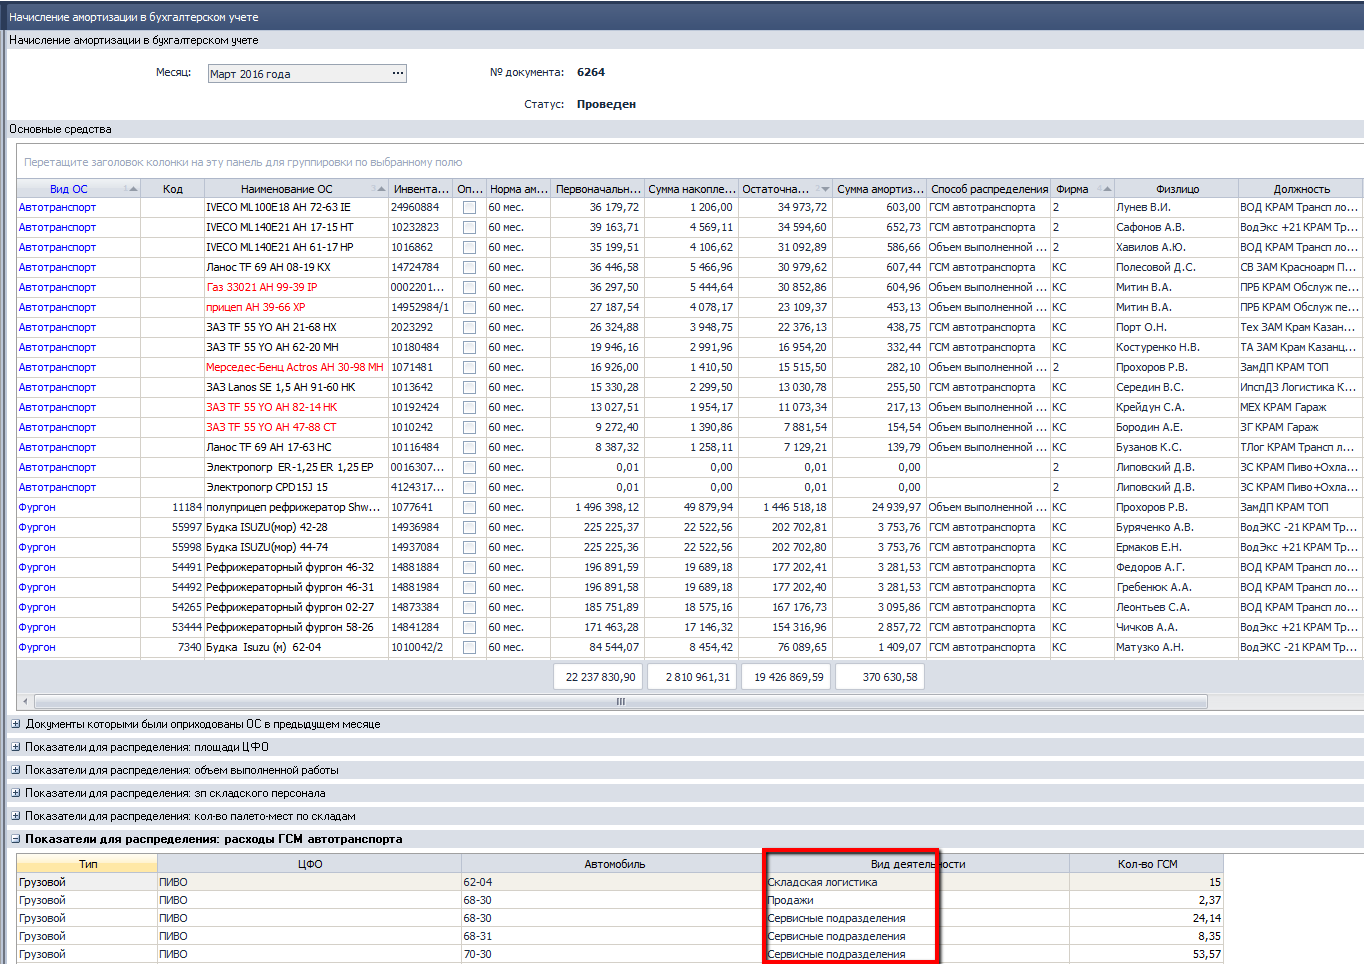 Начисление амортизации в бухгалтерском учете
Начисление амортизации в бухгалтерском учете
Месяц: Март 2016 года ... № документа: 6264
Статус: Проведен
Основные средства
Перетащите заголовок колонки на эту панель для группировки по выбранному полю
Вид ОС Код Наименование ОС Инвента... Оп... Норма ам... Первоначальн... Сумма накопле... Остаточна... Сумма амортиз... Способ распределения Фирма Физлицо Должность
Автотранспорт IVECO ML100E18 АН 72-63 ІЕ 24960884 60 мес. 36 179,72 1 206,00 34 973,72 603,00 ГСМ автотранспорта 2 Лунев В.И. ВОД КРАМ Трансп ло...
Автотранспорт IVECO ML140E21 АН 17-15 НТ 10232823 60 мес. 39 163,71 4 569,11 34 594,60 652,73 ГСМ автотранспорта 2 Сафонов А.В. ВодЭкс +21 КРАМ Тр...
Автотранспорт IVECO ML140E21 АН 61-17 НР 1016862 60 мес. 35 199,51 4 106,62 31 092,89 586,66 Объем выполненной ... 2 Хавилов А.Ю. ВОД КРАМ Трансп ло...
Автотранспорт Ланос TF 69 АН 08-19 КХ 14724784 60 мес. 36 446,58 5 466,96 30 979,62 607,44 ГСМ автотранспорта КС Полесовой Д.С. СВ ЗАМ Красноарм П...
Автотранспорт Газ 33021 АН 99-39 ІР 0002201... 60 мес. 36 297,50 5 444,64 30 852,86 604,96 Объем выполненной ... КС Митин В.А. ПРБ КРАМ Обслуж пе...
Автотранспорт прицеп АН 39-66 ХР 14952984/1 60 мес. 27 187,54 4 078,17 23 109,37 453,13 Объем выполненной ... КС Митин В.А. ПРБ КРАМ Обслуж пе...
Автотранспорт ЗАЗ TF 55 YO АН 21-68 НХ 2023292 60 мес. 26 324,88 3 948,75 22 376,13 438,75 ГСМ автотранспорта КС Порт О.Н. Тех ЗАМ Крам Казан...
Автотранспорт ЗАЗ TF 55 YO АН 62-20 МН 10180484 60 мес. 19 946,16 2 991,96 16 954,20 332,44 ГСМ автотранспорта КС Костуренко Н.В. ТА ЗАМ Крам Казанц...
Автотранспорт Мерседес-Бенц Actros АН 30-98 МН 1071481 60 мес. 16 926,00 1 410,50 15 515,50 282,10 ГСМ автотранспорта 2 Прохоров Р.В. ЗамДП КРАМ ТОП
Автотранспорт ЗАЗ Lanos SE 1,5 АН 91-60 НК 1013642 60 мес. 15 330,28 2 299,50 13 030,78 255,50 ГСМ автотранспорта КС Середин В.С. ИпспДЗ Логистика К...
Автотранспорт ЗАЗ TF 55 YO АН 82-14 НК 10192424 60 мес. 13 027,51 1 954,17 11 073,34 217,13 Объем выполненной ... КС Крейдун С.А. МЕХ КРАМ Гараж
Автотранспорт ЗАЗ TF 55 YO АН 47-88 СТ 1010242 60 мес. 9 272,40 1 390,86 7 881,54 154,54 Объем выполненной ... КС Бородин А.Е. ЗГ КРАМ Гараж
Автотранспорт Ланос TF 69 АН 17-63 НС 10116484 60 мес. 8 387,32 1 258,11 7 129,21 139,79 ГСМ автотранспорта КС Бузанов К.С. ТЛог КРАМ Трансп л...
Автотранспорт Электропогр ER-1,25 ER 1,25 EP 0016307... 60 мес. 0,01 0,00 0,01 0,00 2 Липовский Д.В. ЗС КРАМ Пиво+Охла...
Автотранспорт Электропогр CPD15J 15 4124317... 60 мес. 0,01 0,00 0,01 0,00 2 Липовский Д.В. ЗС КРАМ Пиво+Охла...
Фургон 11184 полуприцеп рефрижератор Shw... 1077641 60 мес. 1 496 398,12 49 879,94 1 446 518,18 24 939,97 Объем выполненной ... КС Прохоров Р.В. ЗамДП КРАМ ТОП
Фургон 55997 Будка ISUZU(мор) 42-28 14936984 60 мес. 225 225,37 22 522,56 202 702,81 3 753,76 ГСМ автотранспорта КС Буряченко А.В. ВодЭКС -21 КРАМ Тр...
Фургон 55998 Будка ISUZU(мор) 44-74 14937084 60 мес. 225 225,36 22 522,56 202 702,80 3 753,76 ГСМ автотранспорта КС Ермаков Е.Н. ВодЭкс +21 КРАМ Тр...
Фургон 54491 Рефрижераторный фургон 46-32 14881884 60 мес. 196 891,59 19 689,18 177 202,41 3 281,53 ГСМ автотранспорта КС Федоров А.Г. ВОД КРАМ Трансп ло...
Фургон 54492 Рефрижераторный фургон 46-31 14881984 60 мес. 196 891,58 19 689,18 177 202,40 3 281,53 ГСМ автотранспорта КС Гребенюк А.А. ВОД КРАМ Трансп ло...
Фургон 54265 Рефрижераторный фургон 02-27 14873384 60 мес. 185 751,89 18 575,16 167 176,73 3 095,86 ГСМ автотранспорта КС Леонтьев С.А. ВОД КРАМ Трансп ло...
Фургон 53444 Рефрижераторный фургон 58-26 14841284 60 мес. 171 463,28 17 146,32 154 316,96 2 857,72 ГСМ автотранспорта КС Чичков А.А. ВодЭкс +21 КРАМ Тр...
Фургон 7340 Будка Isuzu (м) 62-04 1010042/2 60 мес. 84 544,07 8 454,42 76 089,65 1 409,07 ГСМ автотранспорта КС Матузко А.Н. ВодЭКС -21 КРАМ Тр...
22 237 830,90 2 810 961,31 19 426 869,59 370 630,58
Документы которыми были оприходованы ОС в предыдущем месяце
Показатели для распределения: площади ЦФО
Показатели для распределения: объем выполненной работы
Показатели для распределения: зп складского персонала
Показатели для распределения: кол-во палето-мест по складам
Показатели для распределения: расходы ГСМ автотранспорта
Тип ЦФО Автомобиль Вид деятельности Кол-во ГСМ
Грузовой ПИВО 62-04 Складская логистика 15
Грузовой ПИВО 68-30 Продажи 2,37
Грузовой ПИВО 68-30 Сервисные подразделения 24,14
Грузовой ПИВО 68-31 Сервисные подразделения 8,35
Грузовой ПИВО 70-30 Сервисные подразделения 53,57